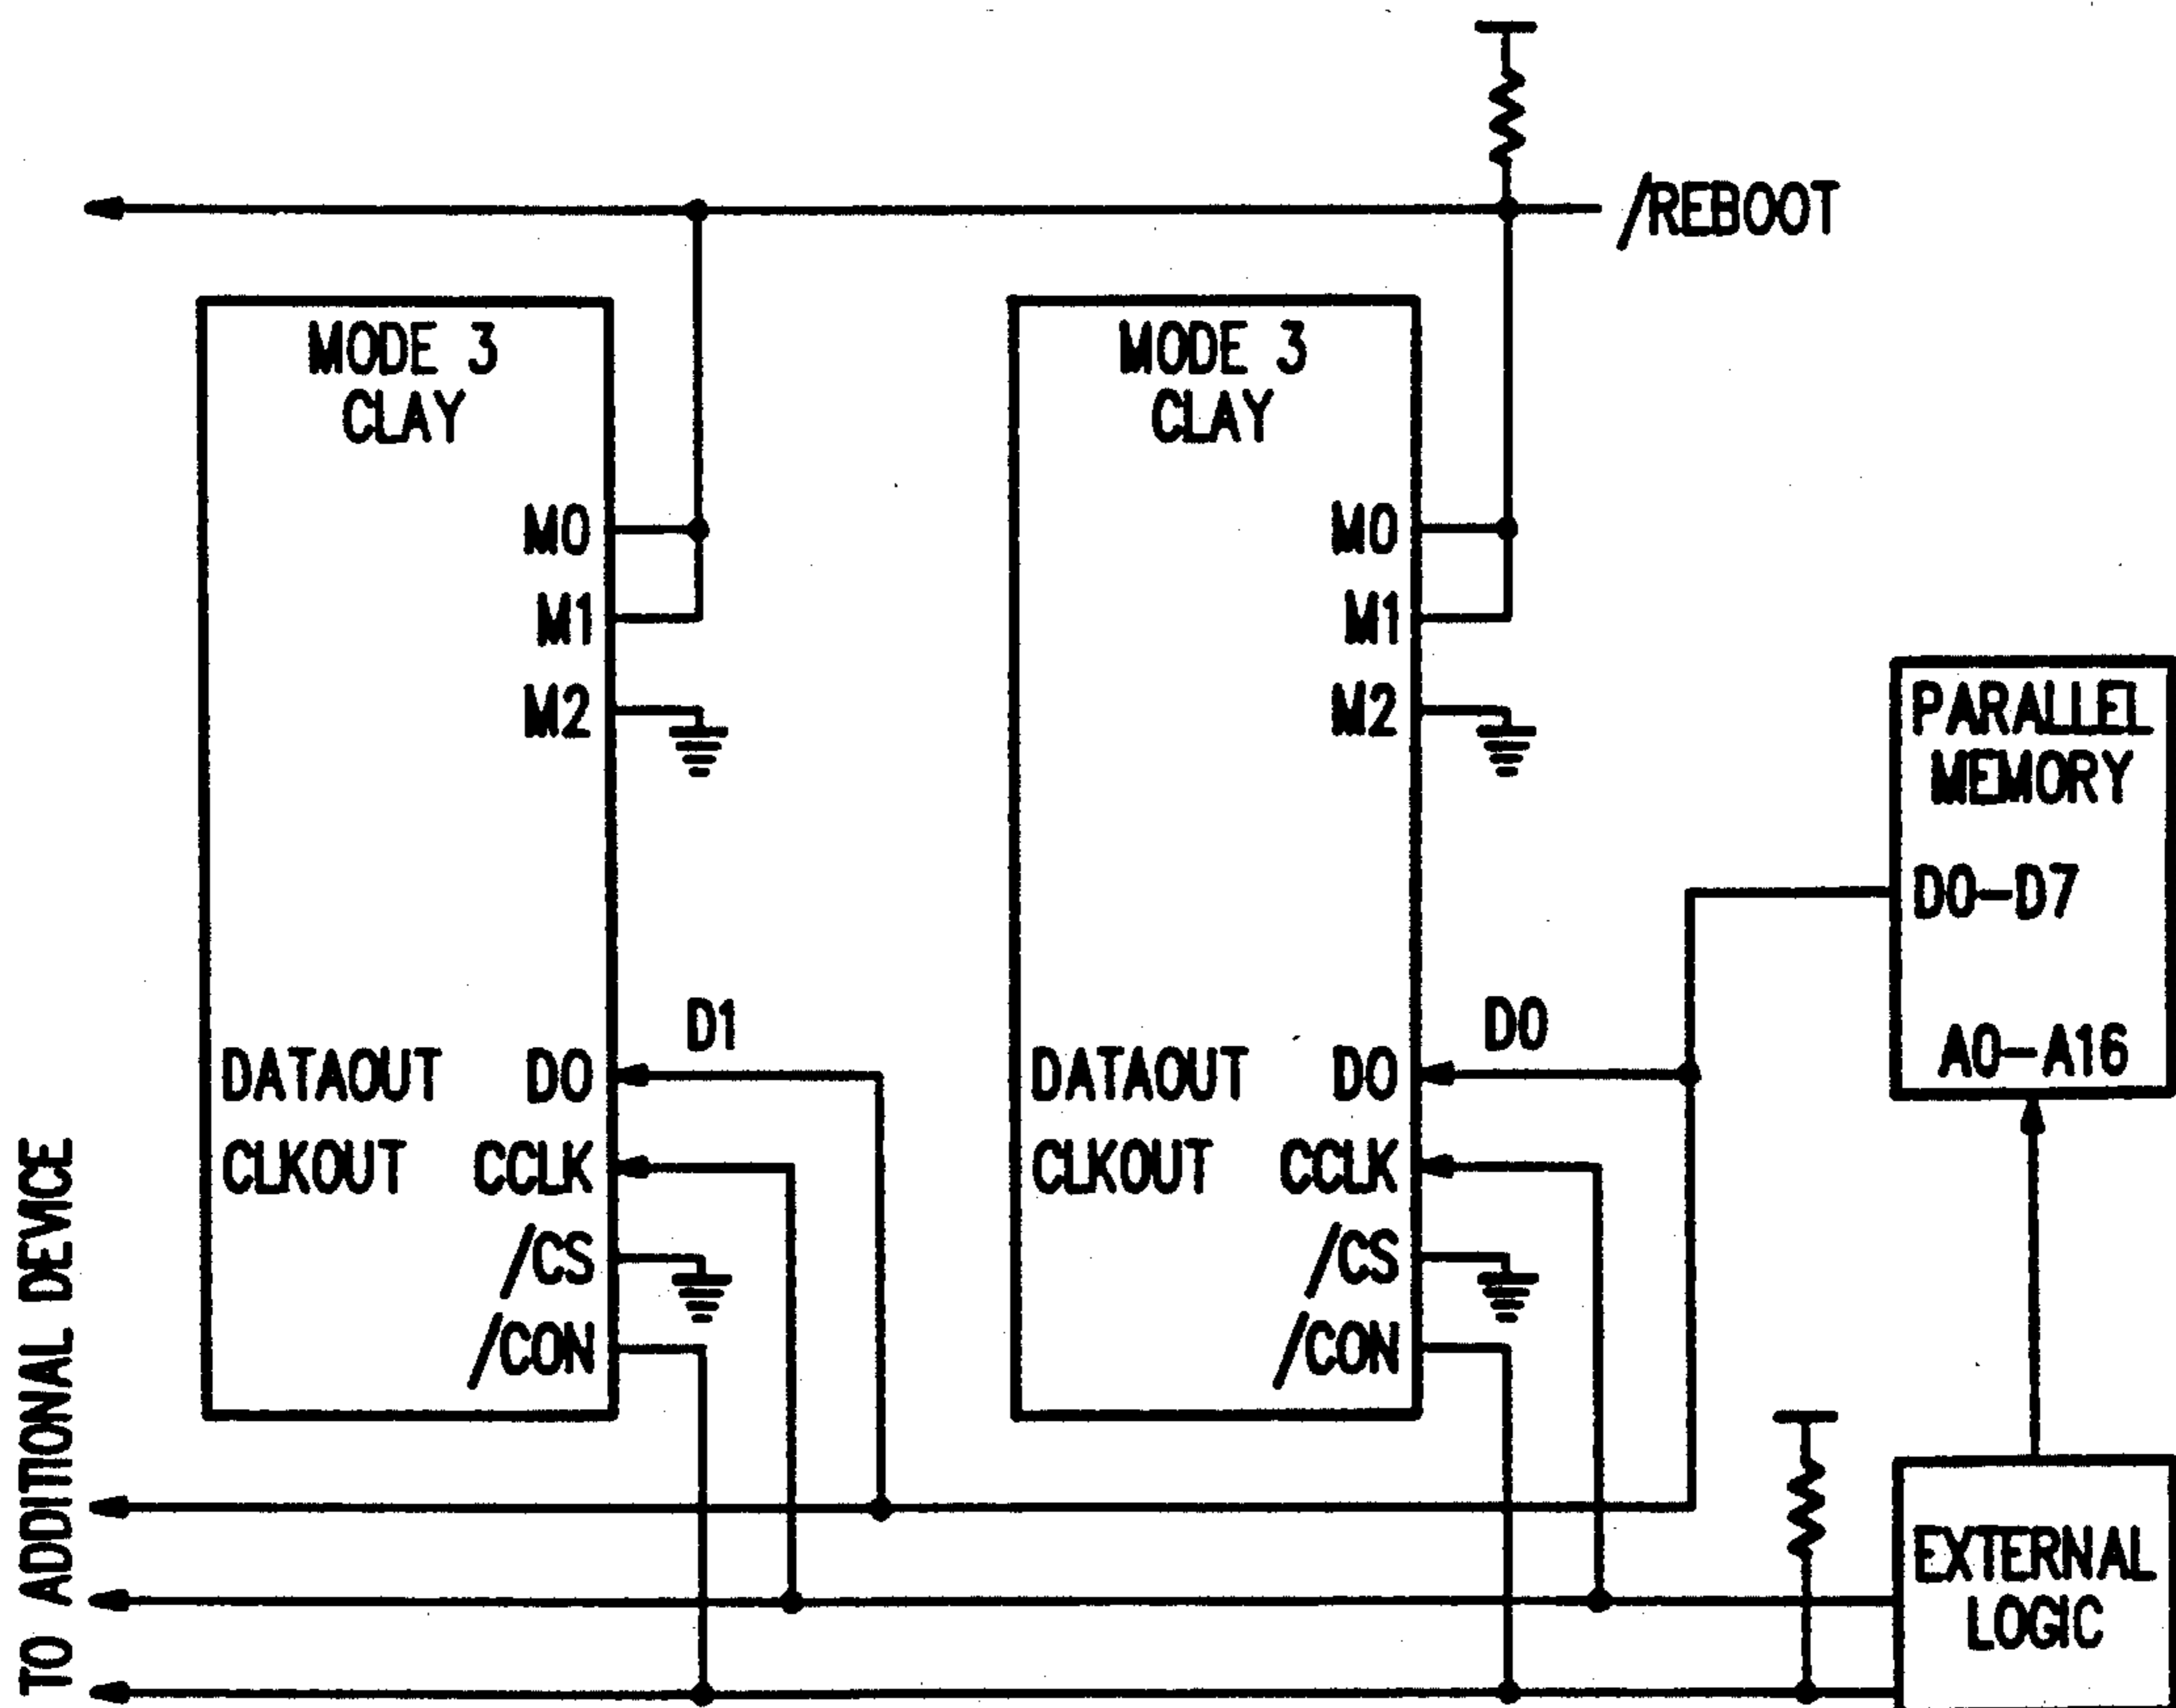 /REBOOT
MODE 3
CLAY
M0
M1
M2
D1
DATAOUT D0
CLKOUT CCLK
/CS
/CON
MODE 3
CLAY
M0
M1
M2
D0
DATAOUT D0
CLKOUT CCLK
/CS
/CON
PARALLEL
MEMORY
D0-D7
A0-A16
EXTERNAL
LOGIC
TO ADDITIONAL DEVICE